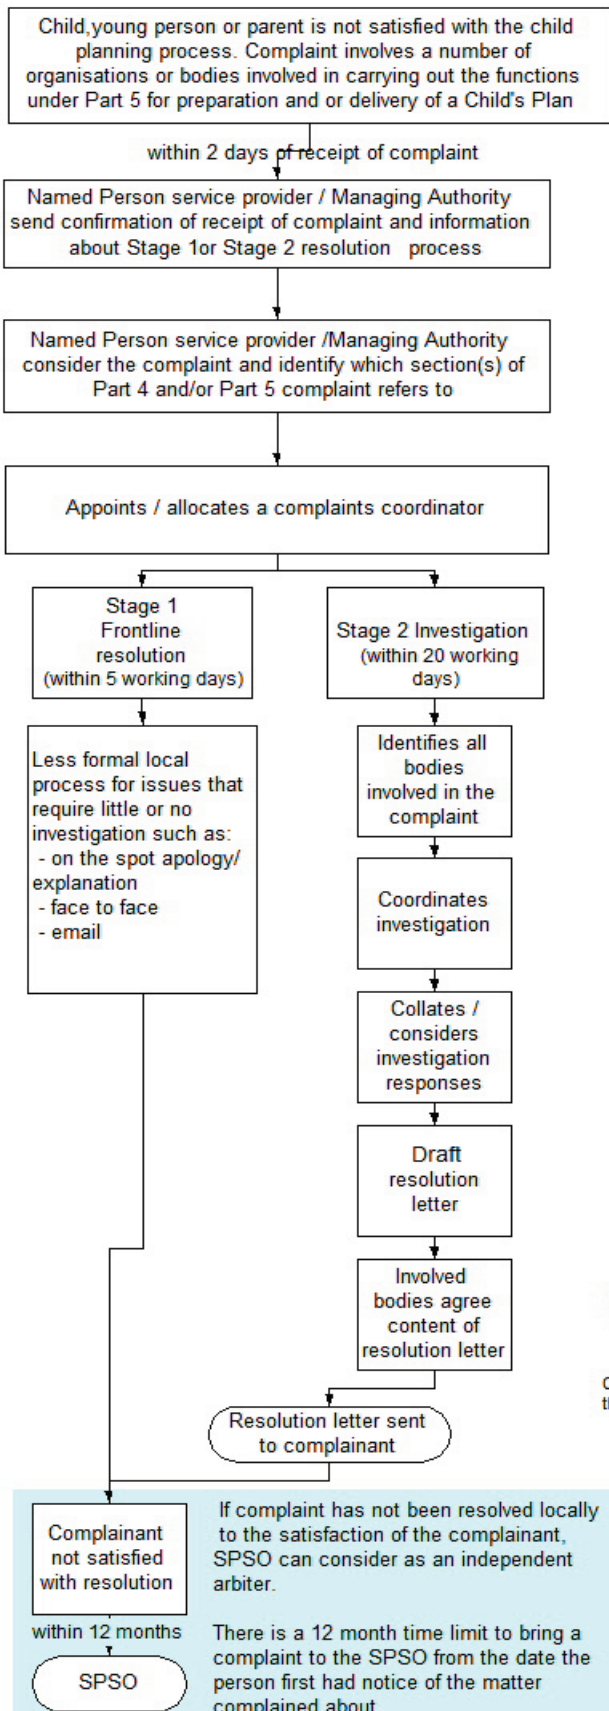 Child,young person or parent is not satisfied with the child
planning process. Complaint involves a number of
organisations or bodies involved in carrying out the functions
under Part 5 for preparation and or delivery of a Child's Plan
within 2 days of receipt of complaint
Named Person service provider / Managing Authority
send confirmation of receipt of complaint and information
about Stage 1or Stage 2 resolution process
Named Person service provider /Managing Authority
consider the complaint and identify which section(s) of
Part 4 and/or Part 5 complaint refers to
Appoints / allocates a complaints coordinator
Stage 1
Frontline
resolution
(within 5 working days)
Stage 2 Investigation
(within 20 working
days)
Less formal local
process for issues that
require little or no
investigation such as:
- on the spot apology/
explanation
- face to face
- email
Identifies all
bodies
involved in the
complaint
Coordinates
investigation
Collates /
considers
investigation
responses
Draft
resolution
letter
Involved
bodies agree
content of
resolution letter
Resolution letter sent
to complainant
Complainant
not satisfied
with resolution
within 12 months
SPSO
If complaint has not been resolved locally
to the satisfaction of the complainant,
SPSO can consider as an independent
arbiter.
There is a 12 month time limit to bring a
complaint to the SPSO from the date the
person first had notice of the matter
complained about